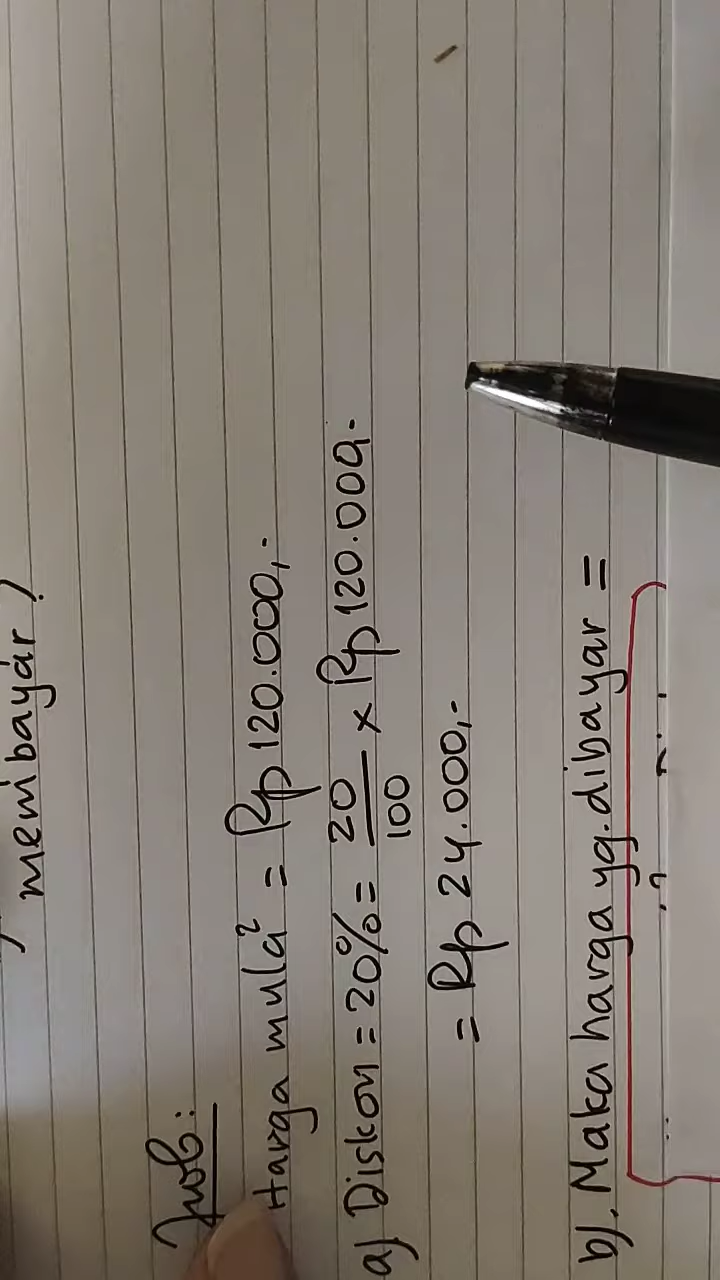 membayar?
Jwb:
Harga mula² = Rp 120.000,-
a) Diskon = 20% = 20/100 x Rp 120.000.-
= Rp 24.000,-
b). Maka harga yg. dibayar =